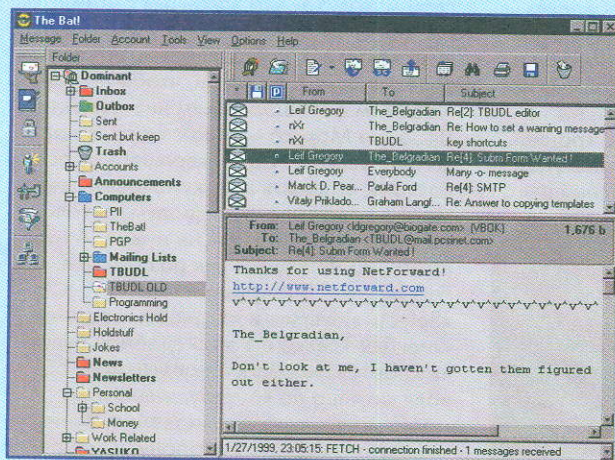 The Bat!
Message Folder Account Tools View Options Help
Folder
Dominant
Inbox
Outbox
Sent
Sent but keep
Trash
Accounts
Announcements
Computers
PII
TheBat!
PGP
Mailing Lists
TBUDL
TBUDL OLD
Programming
Electronics Hold
Holdstuff
Jokes
News
Newsletters
Personal
School
Money
Work Related
YASUKO
* From To Subject
Leif Gregory The_Belgradian Re[2]: TBUDL editor
nXr The_Belgradian Re: How to set a warning message
nXr TBUDL key shortcuts
Leif Gregory The_Belgradian Re[4]: Subm Form Wanted !
Leif Gregory Everybody Many -o- message
Marck D. Pear... Paula Ford Re[4]: SMTP
Vitaly Priklado... Graham Langf... Re: Answer to copying templates
From: Leif Gregory <ldgregory@biogate.com> [VBOK] 1,676 b
To: The_Belgradian <TBUDL@mail.pcsinet.com>
Subject: Re[4]: Subm Form Wanted !
Thanks for using NetForward!
http://www.netforward.com
v^v^v^v^v^v^v^v^v^v^v^v^v^v^v^v^v^v^v^v^v^
The_Belgradian,
Don't look at me, I haven't gotten them figured
out either.
1/27/1999, 23:05:15: FETCH - connection finished - 1 messages received